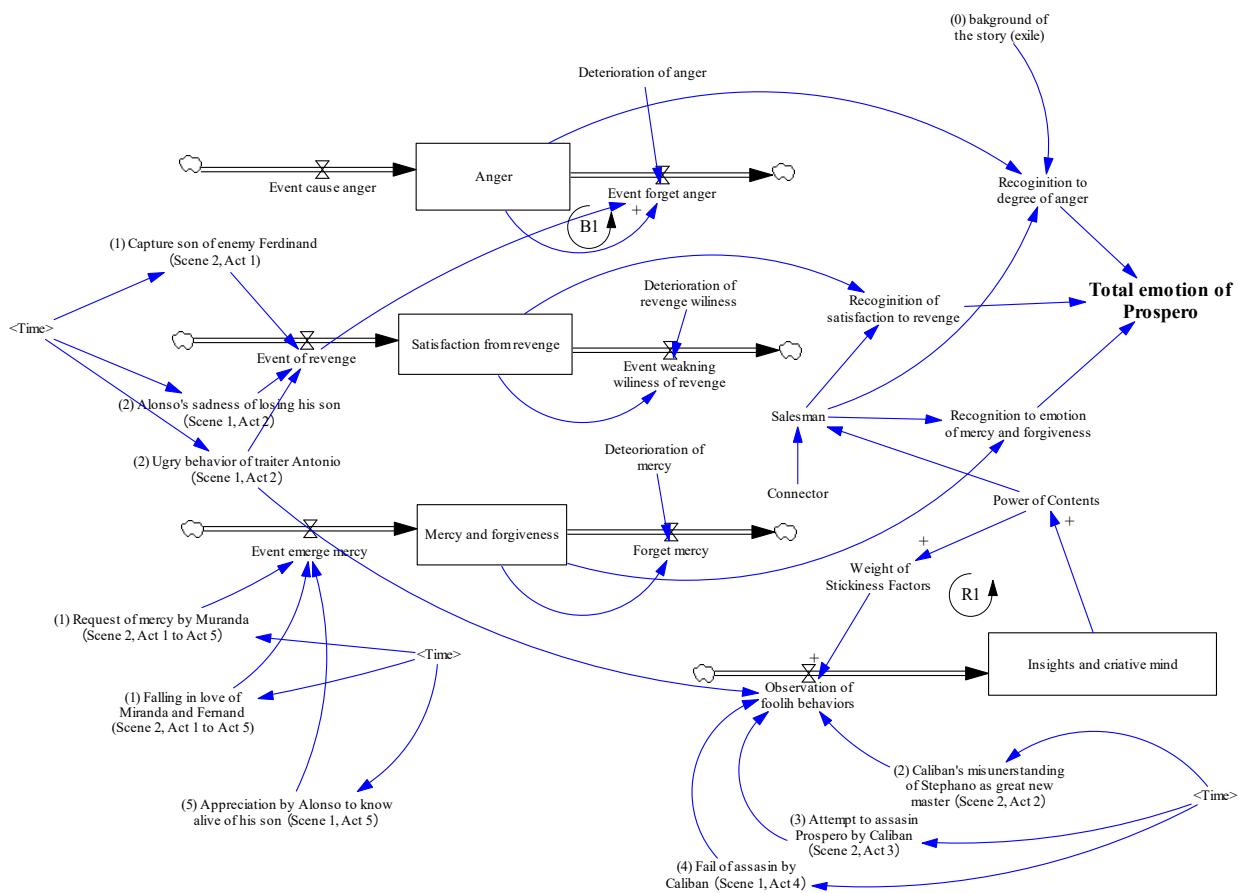 (0) bakground of
the story (exile)
Deterioration of anger
Event cause anger
Anger
Event forget anger
+
B1
Recoginition to
degree of anger
(1) Capture son of enemy Ferdinand
(Scene 2, Act 1)
<Time>
Event of revenge
Satisfaction from revenge
Deterioration of
revenge wiliness
Event weakning
wiliness of revenge
Recoginition of
satisfaction to revenge
Total emotion of
Prospero
(2) Alonso's sadness of losing his son
(Scene 1, Act 2)
(2) Ugry behavior of traiter Antonio
(Scene 1, Act 2)
Salesman
Recognition to emotion
of mercy and forgiveness
Connector
Deteorioration of
mercy
Event emerge mercy
Mercy and forgiveness
Forget mercy
Power of Contents
+
+
Weight of
Stickiness Factors
R1
(1) Request of mercy by Muranda
(Scene 2, Act 1 to Act 5)
<Time>
(1) Falling in love of
Miranda and Fernand
(Scene 2, Act 1 to Act 5)
+
Observation of
foolih behaviors
Insights and criative mind
(5) Appreciation by Alonso to know
alive of his son (Scene 1, Act 5)
(2) Caliban's misunerstanding
of Stephano as great new
master (Scene 2, Act 2)
<Time>
(3) Attempt to assasin
Prospero by Caliban
(Scene 2, Act 3)
(4) Fail of assasin by
Caliban (Scene 1, Act 4)